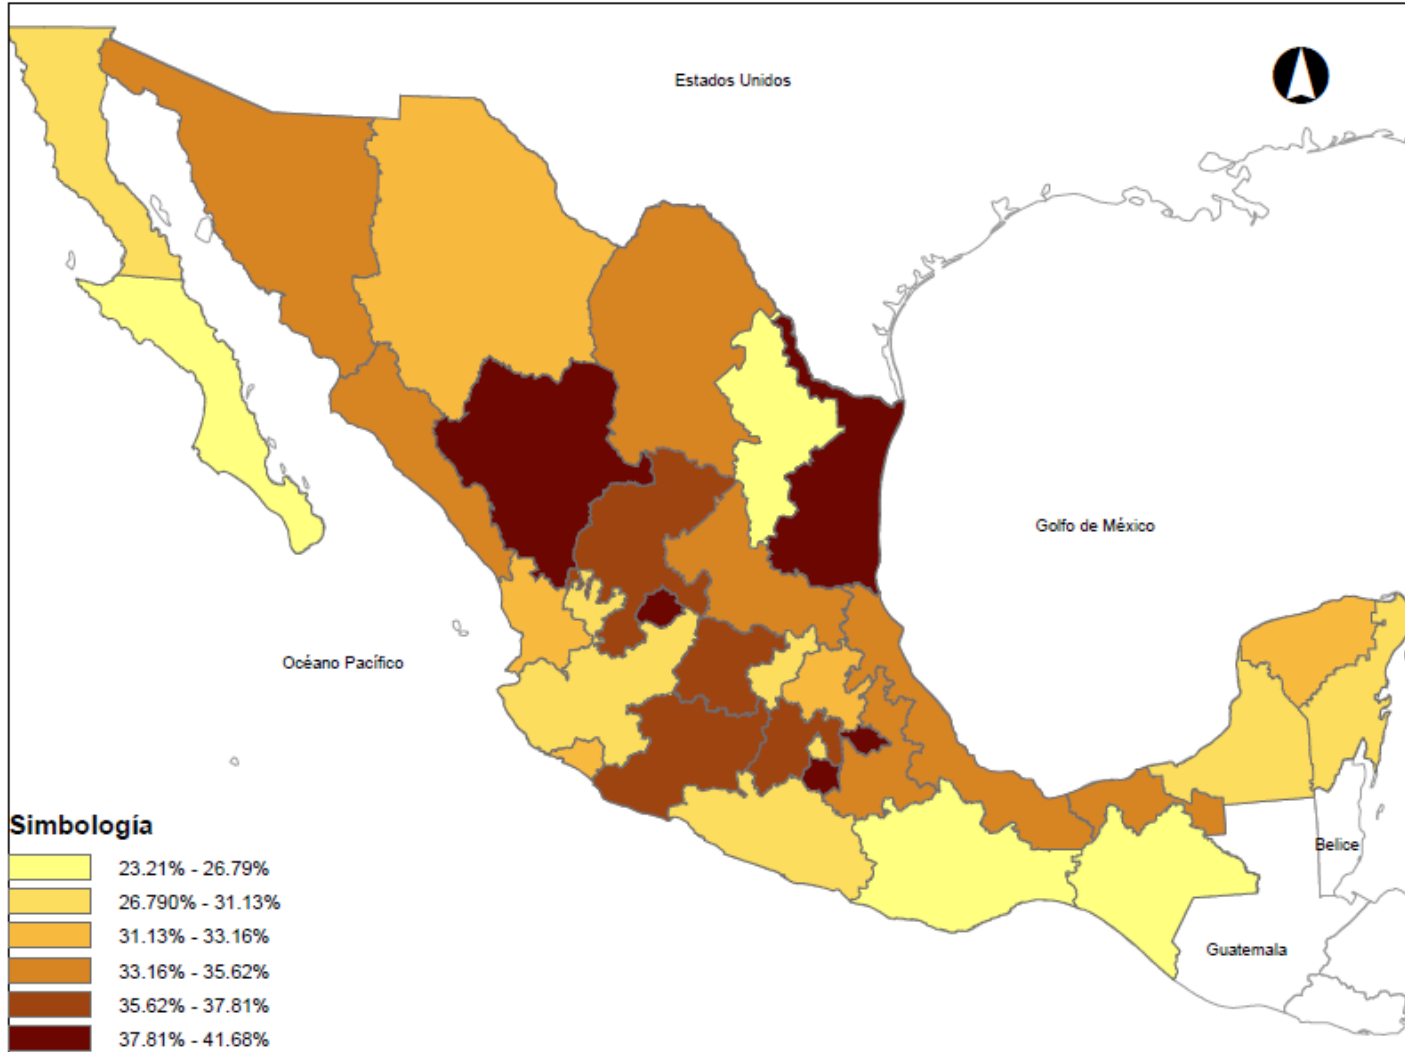 Estados Unidos
Golfo de México
Océano Pacífico
Belice
Guatemala
Simbología
23.21% - 26.79%
26.790% - 31.13%
31.13% - 33.16%
33.16% - 35.62%
35.62% - 37.81%
37.81% - 41.68%